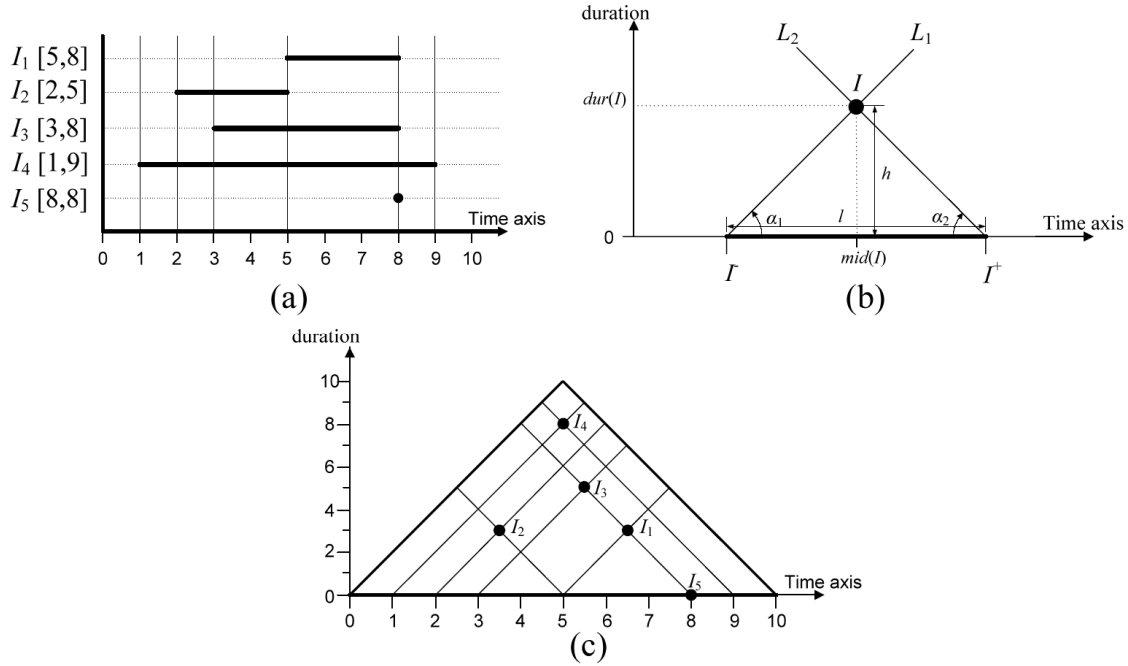 I₁ [5,8]
I₂ [2,5]
I₃ [3,8]
I₄ [1,9]
I₅ [8,8]
Time axis
0 1 2 3 4 5 6 7 8 9 10
(a)
duration
L₂ L₁
I
dur(I)
h
α₁ l α₂
Time axis
0
mid(I)
I⁻ I⁺
(b)
duration
10
8
I₄
6
I₃
4
I₂ I₁
2
I₅
Time axis
0
0 1 2 3 4 5 6 7 8 9 10
(c)